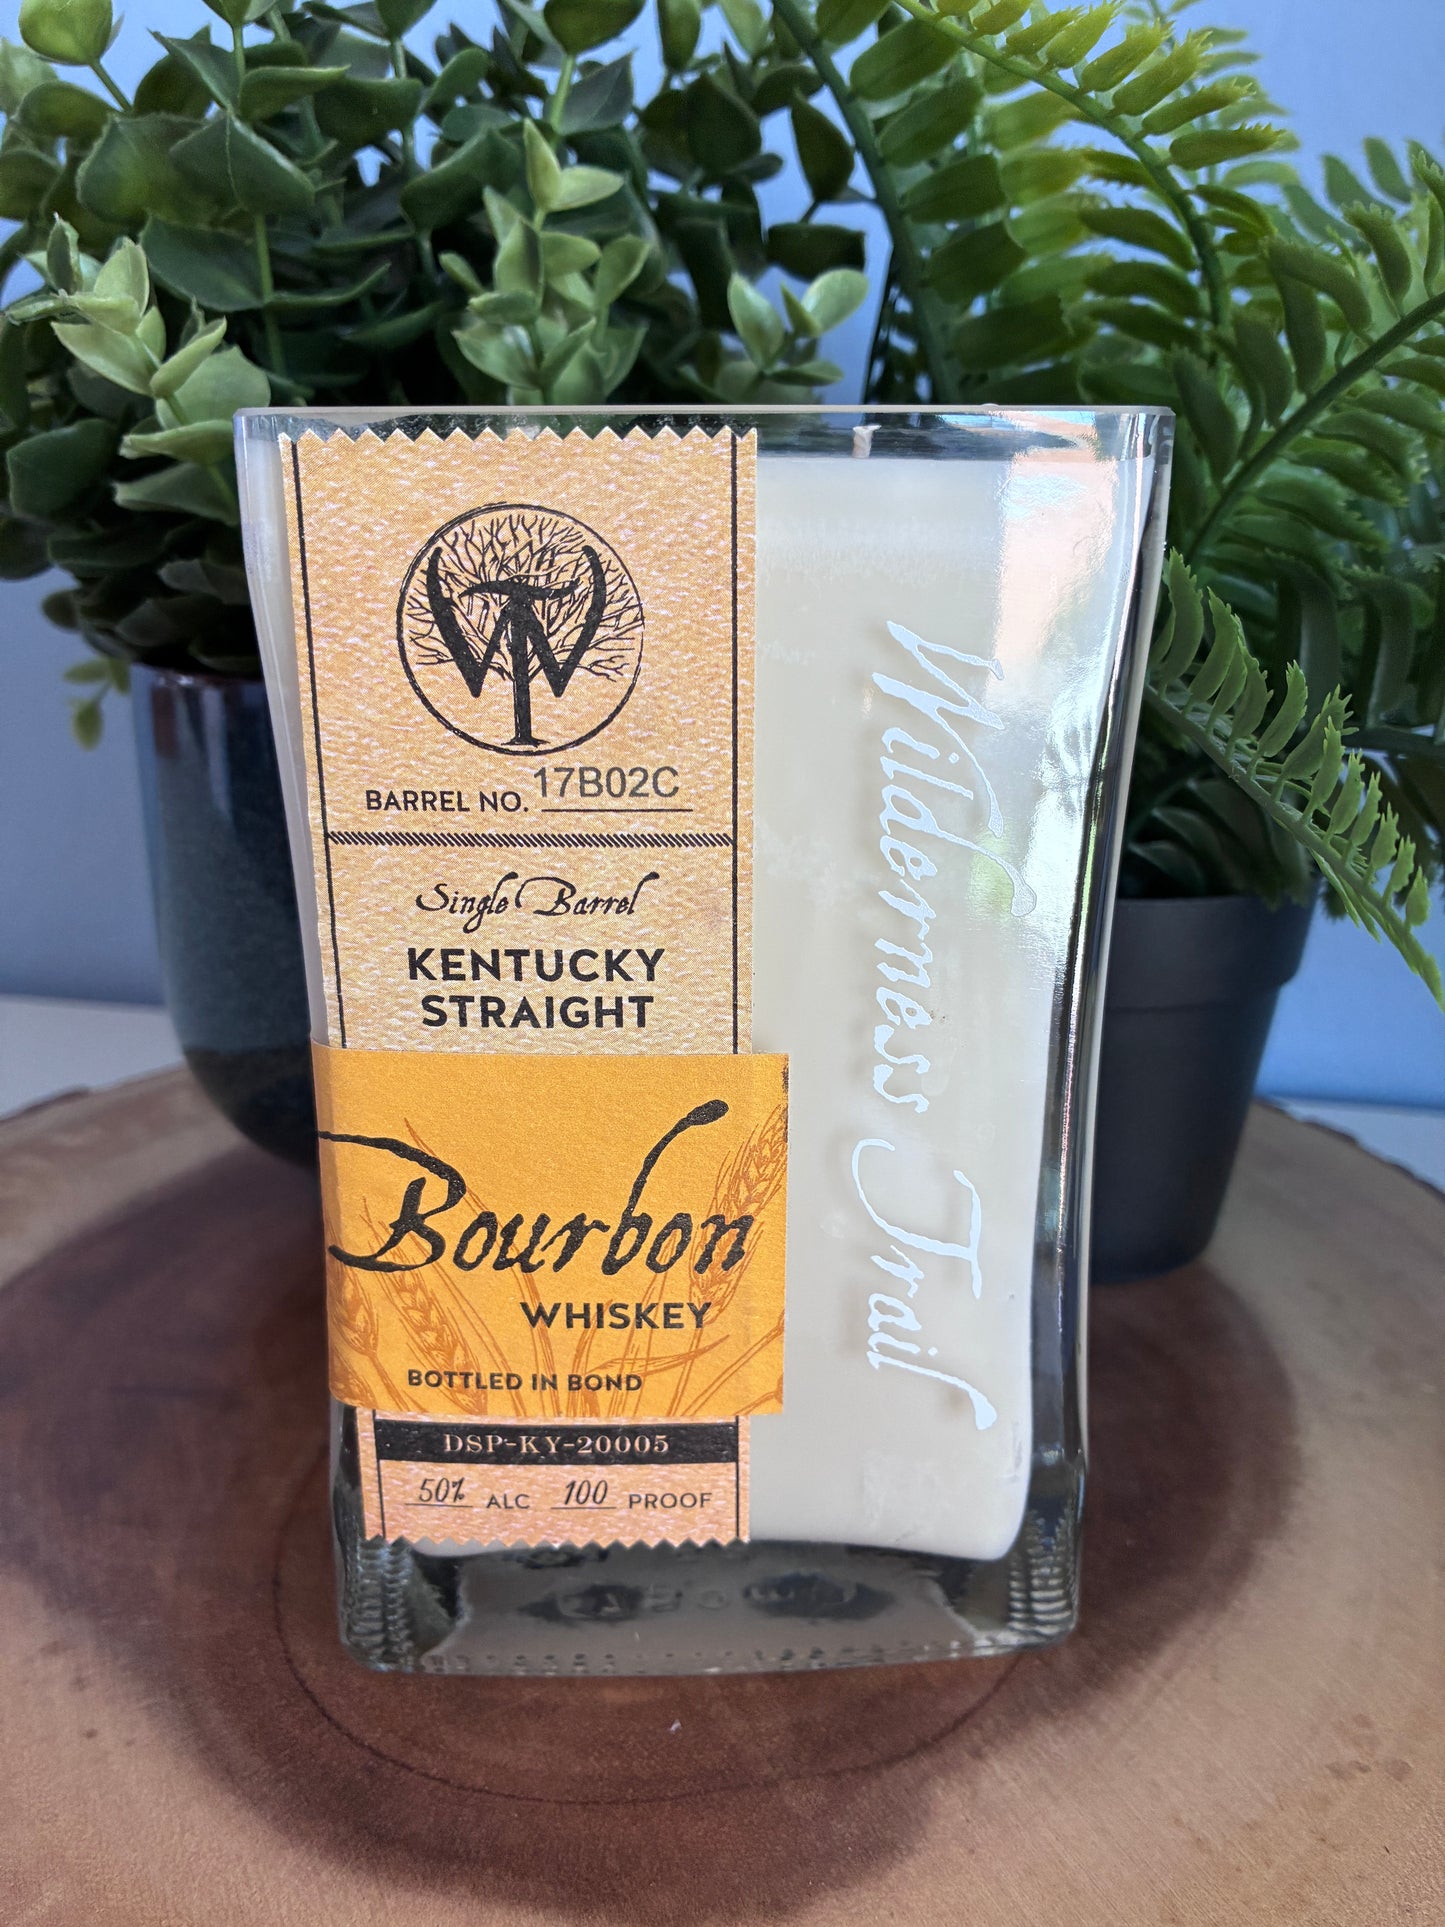 WT
BARREL NO. 17B02C
Single Barrel
KENTUCKY
STRAIGHT
Bourbon
WHISKEY
BOTTLED IN BOND
DSP-KY-20005
50% ALC 100 PROOF
Wilderness Trail